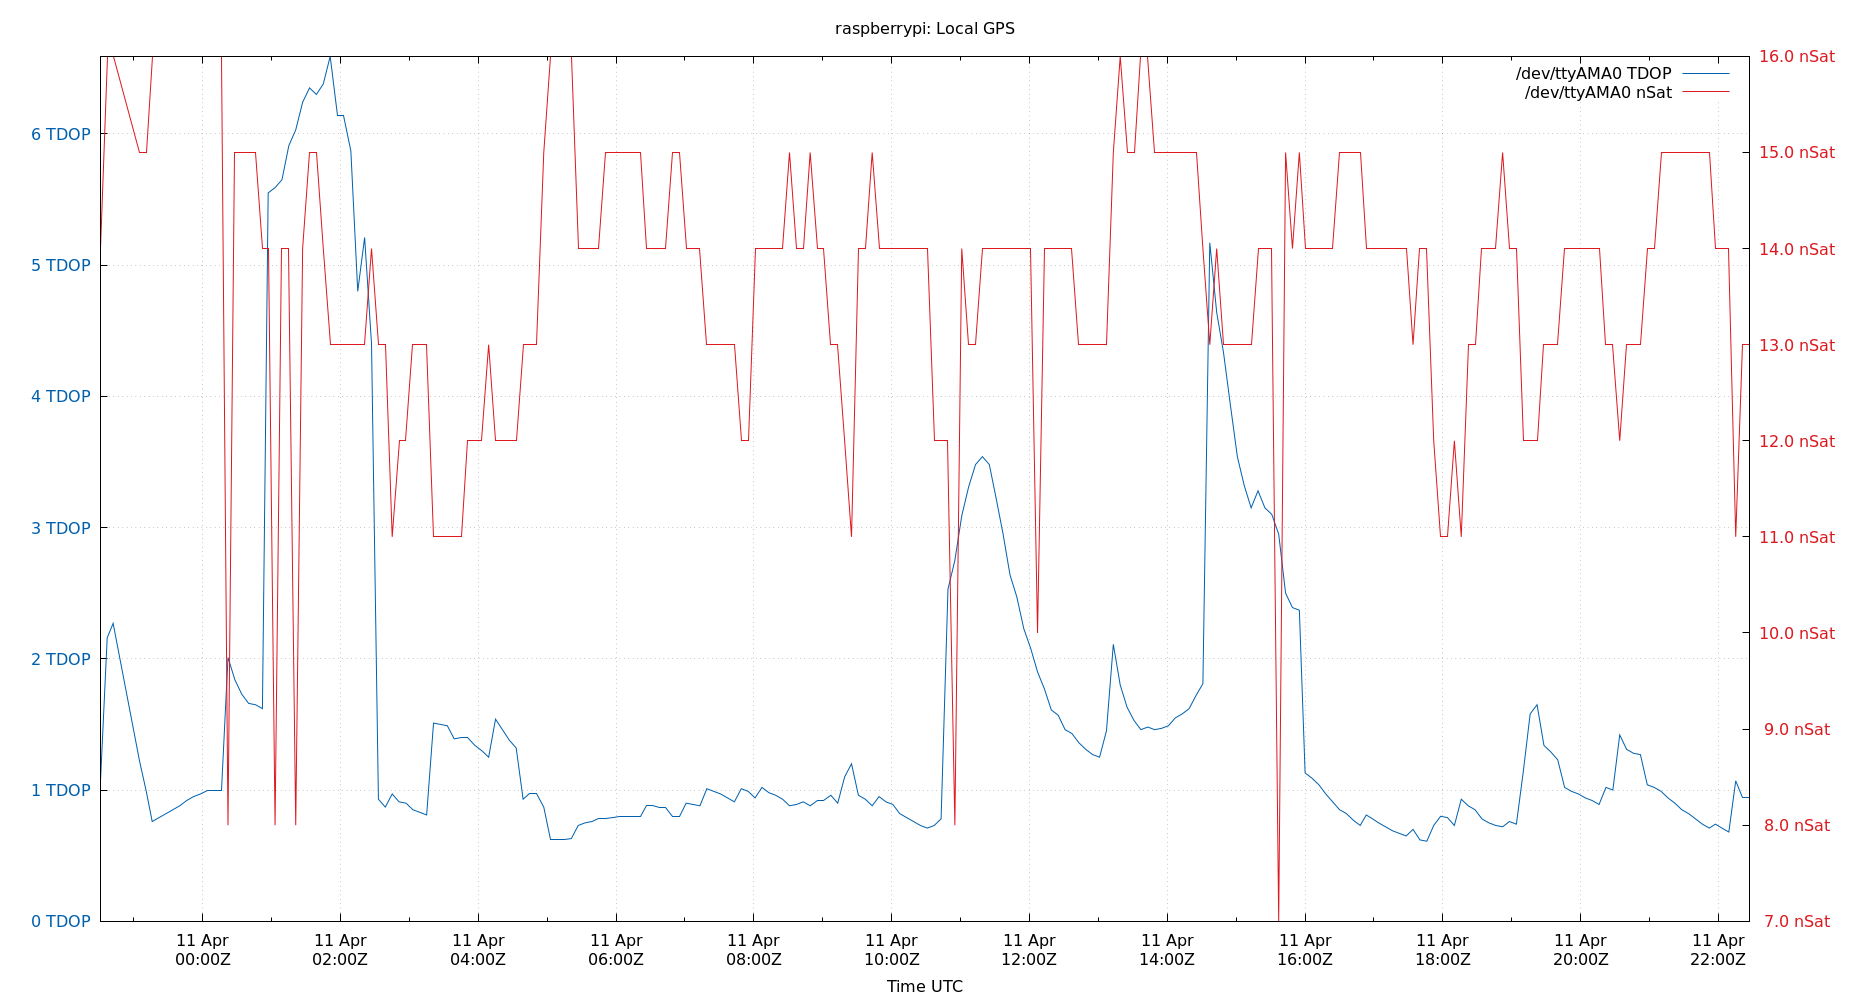 raspberrypi: Local GPS
/dev/ttyAMA0 TDOP
/dev/ttyAMA0 nSat
6 TDOP
5 TDOP
4 TDOP
3 TDOP
2 TDOP
1 TDOP
0 TDOP
16.0 nSat
15.0 nSat
14.0 nSat
13.0 nSat
12.0 nSat
11.0 nSat
10.0 nSat
9.0 nSat
8.0 nSat
7.0 nSat
11 Apr 11 Apr 11 Apr 11 Apr 11 Apr 11 Apr 11 Apr 11 Apr 11 Apr 11 Apr 11 Apr 11 Apr
00:00Z 02:00Z 04:00Z 06:00Z 08:00Z 10:00Z 12:00Z 14:00Z 16:00Z 18:00Z 20:00Z 22:00Z
Time UTC